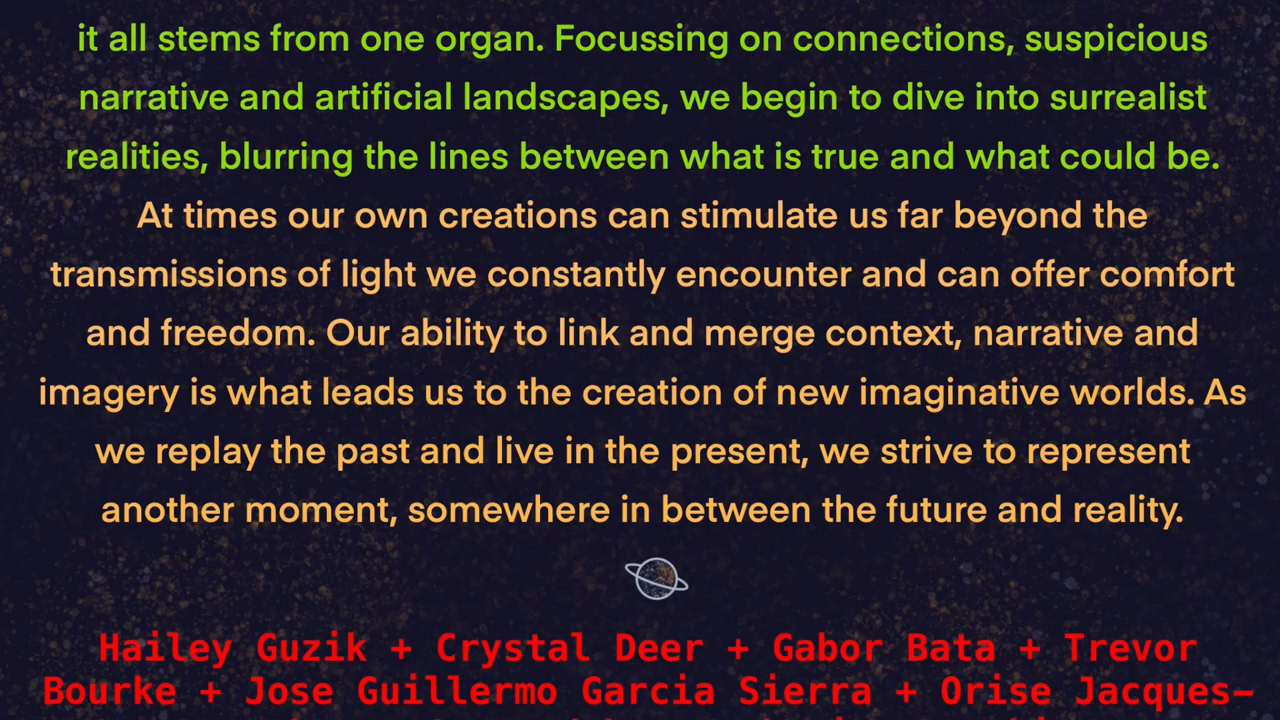 it all stems from one organ. Focussing on connections, suspicious
narrative and artificial landscapes, we begin to dive into surrealist
realities, blurring the lines between what is true and what could be.
At times our own creations can stimulate us far beyond the
transmissions of light we constantly encounter and can offer comfort
and freedom. Our ability to link and merge context, narrative and
imagery is what leads us to the creation of new imaginative worlds. As
we replay the past and live in the present, we strive to represent
another moment, somewhere in between the future and reality.
Hailey Guzik + Crystal Deer + Gabor Bata + Trevor
Bourke + Jose Guillermo Garcia Sierra + Orise Jacques–